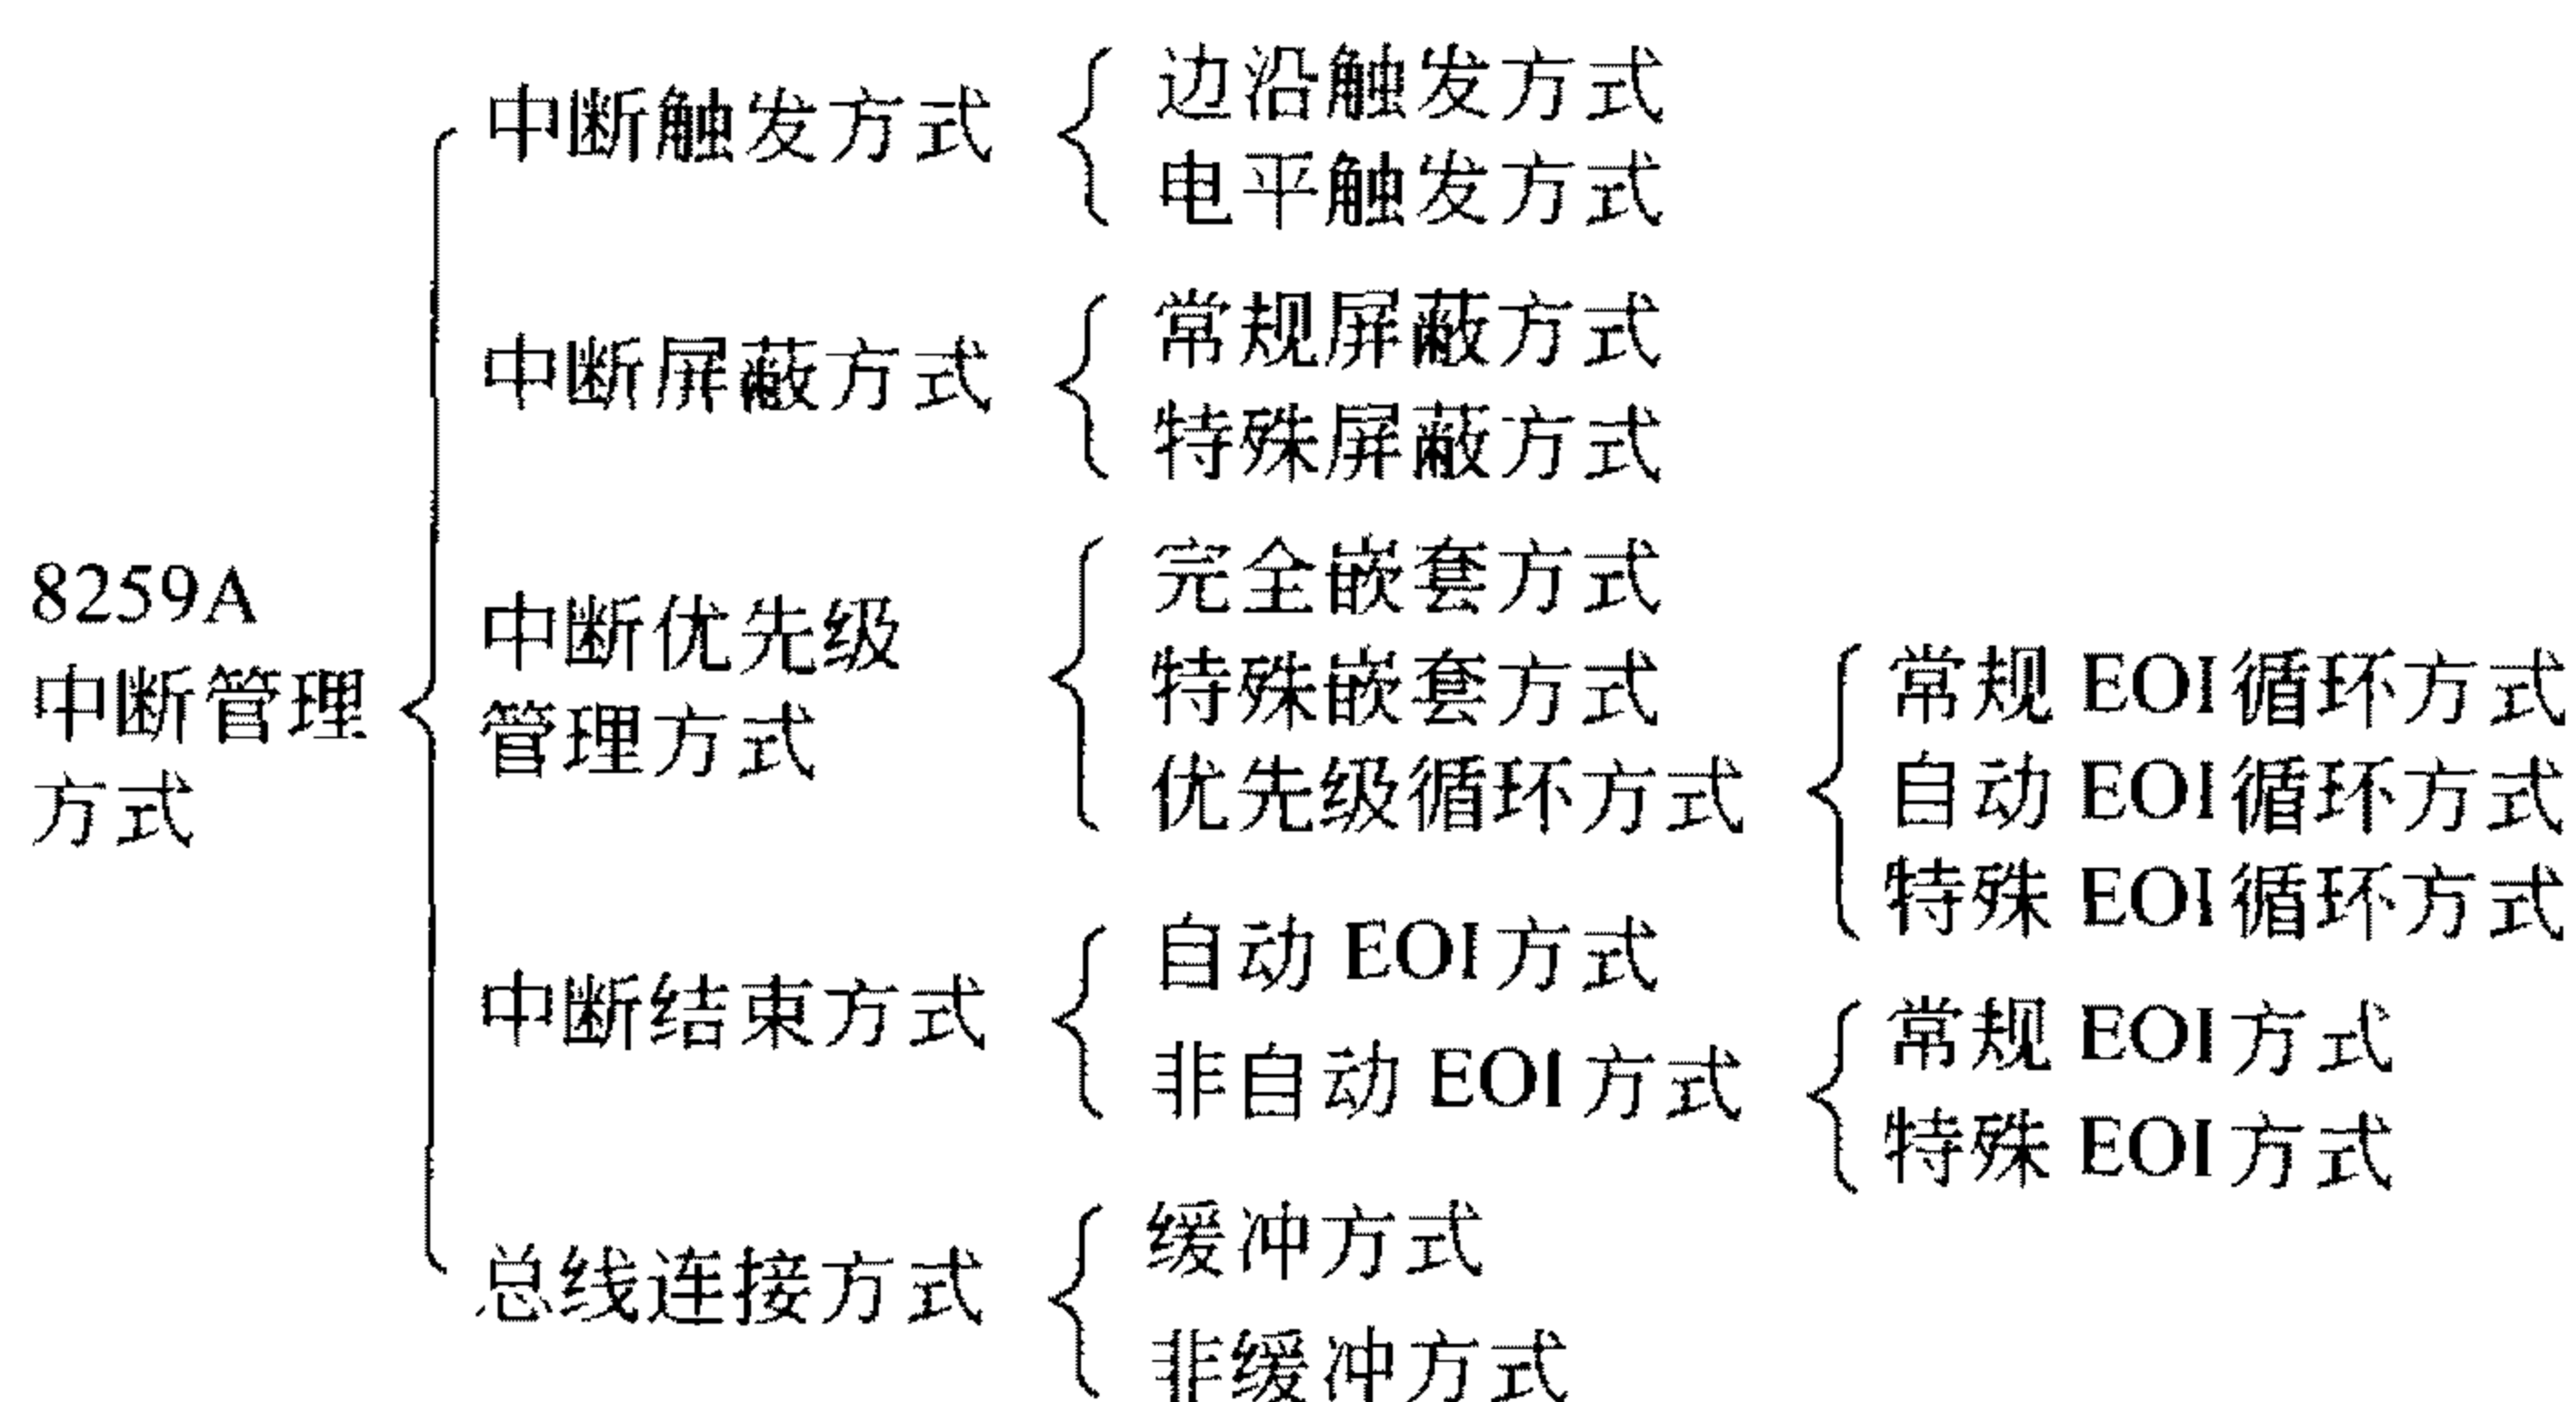 8259A
中断管理
方式
中断触发方式
边沿触发方式
电平触发方式
中断屏蔽方式
常规屏蔽方式
特殊屏蔽方式
中断优先级
管理方式
完全嵌套方式
特殊嵌套方式
优先级循环方式
常规 EOI 循环方式
自动 EOI 循环方式
特殊 EOI 循环方式
中断结束方式
自动 EOI 方式
非自动 EOI 方式
常规 EOI 方式
特殊 EOI 方式
总线连接方式
缓冲方式
非缓冲方式